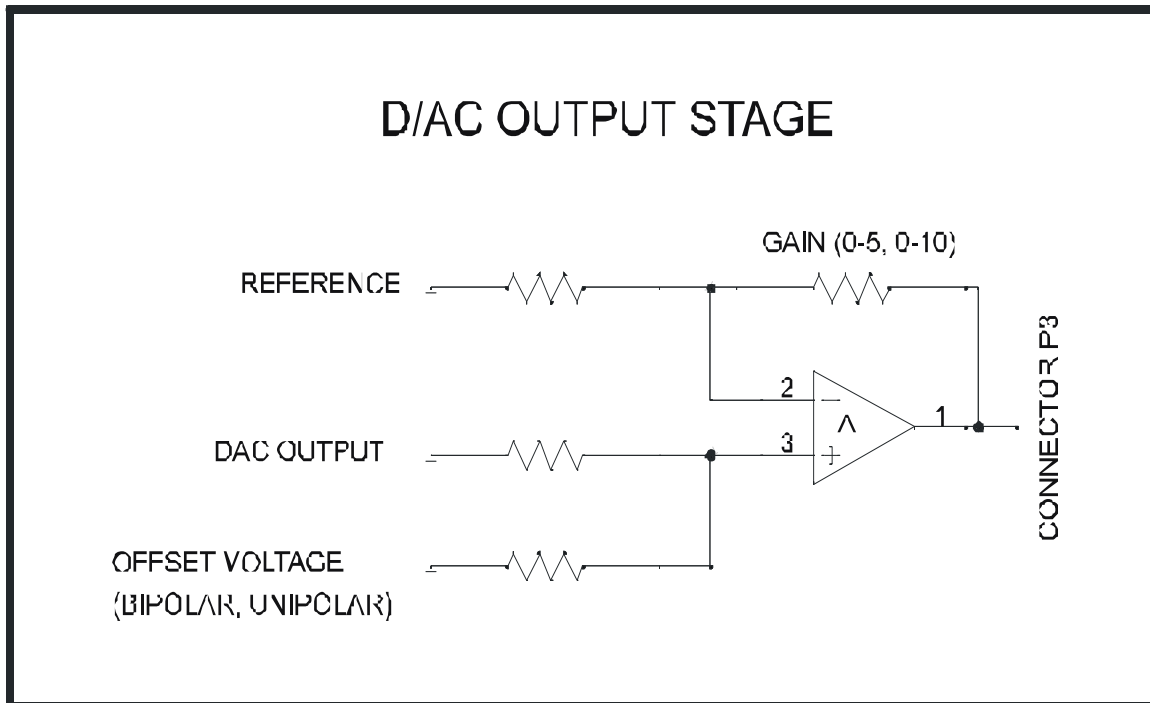 D/AC OUTPUT STAGE
GAIN (0-5, 0-10)
REFERENCE
2
1
DAC OUTPUT
3
OFFSET VOLTAGE
(BIPOLAR, UNIPOLAR)
CONNECTOR P3